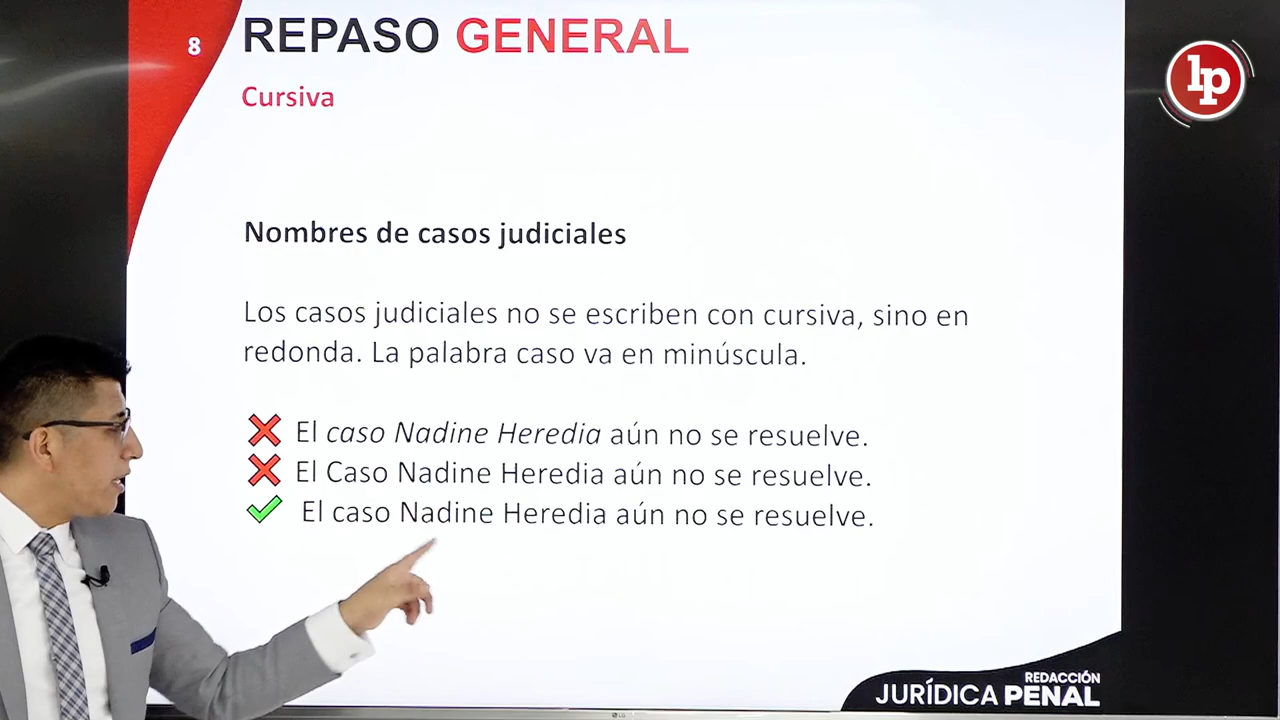 8
REPASO GENERAL
Cursiva
lp
Nombres de casos judiciales
Los casos judiciales no se escriben con cursiva, sino en
redonda. La palabra caso va en minúscula.
El caso Nadine Heredia aún no se resuelve.
El Caso Nadine Heredia aún no se resuelve.
El caso Nadine Heredia aún no se resuelve.
REDACCIÓN
JURÍDICA PENAL
LG